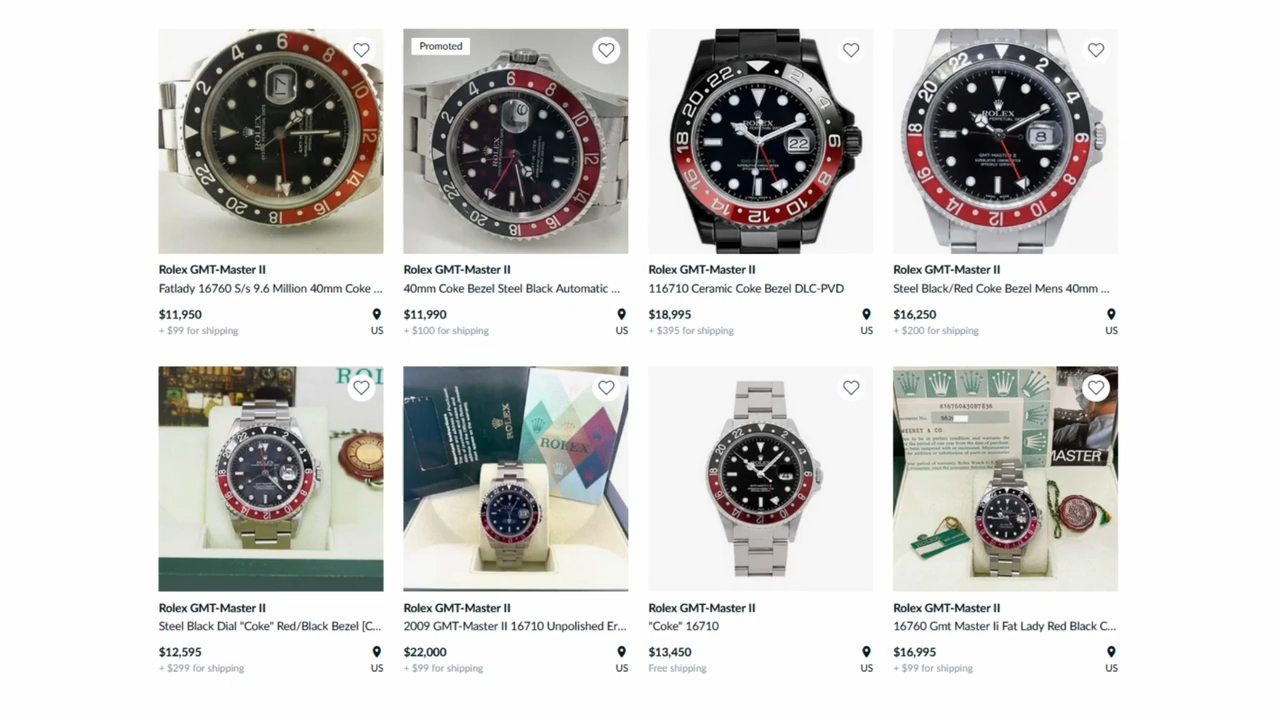 Promoted
Rolex GMT-Master II
Fatlady 16760 S/s 9.6 Million 40mm Coke ...
$11,950
+ $99 for shipping
US
Rolex GMT-Master II
40mm Coke Bezel Steel Black Automatic ...
$11,990
+ $100 for shipping
US
Rolex GMT-Master II
116710 Ceramic Coke Bezel DLC-PVD
$18,995
+ $395 for shipping
US
Rolex GMT-Master II
Steel Black/Red Coke Bezel Mens 40mm ...
$16,250
+ $200 for shipping
US
ROLEX
MASTER
Rolex GMT-Master II
Steel Black Dial "Coke" Red/Black Bezel [C...
$12,595
+ $299 for shipping
US
Rolex GMT-Master II
2009 GMT-Master II 16710 Unpolished Er...
$22,000
+ $99 for shipping
US
Rolex GMT-Master II
"Coke" 16710
$13,450
Free shipping
US
Rolex GMT-Master II
16760 Gmt Master Ii Fat Lady Red Black C...
$16,995
+ $99 for shipping
US